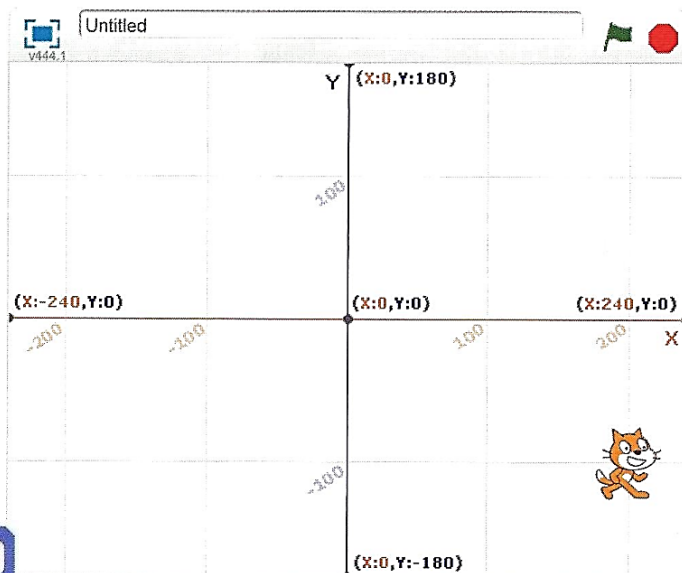 Untitled
v444.1
Y (X:0,Y:180)
100
(X:-240,Y:0) (X:0,Y:0) (X:240,Y:0)
-200 -100 100 200 X
-100
(X:0,Y:-180)